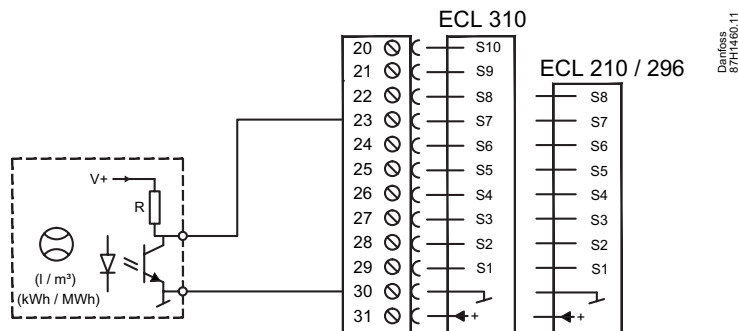 ECL 310
ECL 210 / 296
Danfoss
87H1460.11
20 S10
21 S9
22 S8 S8
23 S7 S7
24 S6 S6
25 S5 S5
26 S4 S4
27 S3 S3
28 S2 S2
29 S1 S1
30
31 + +
V+
R
(l / m³)
(kWh / MWh)